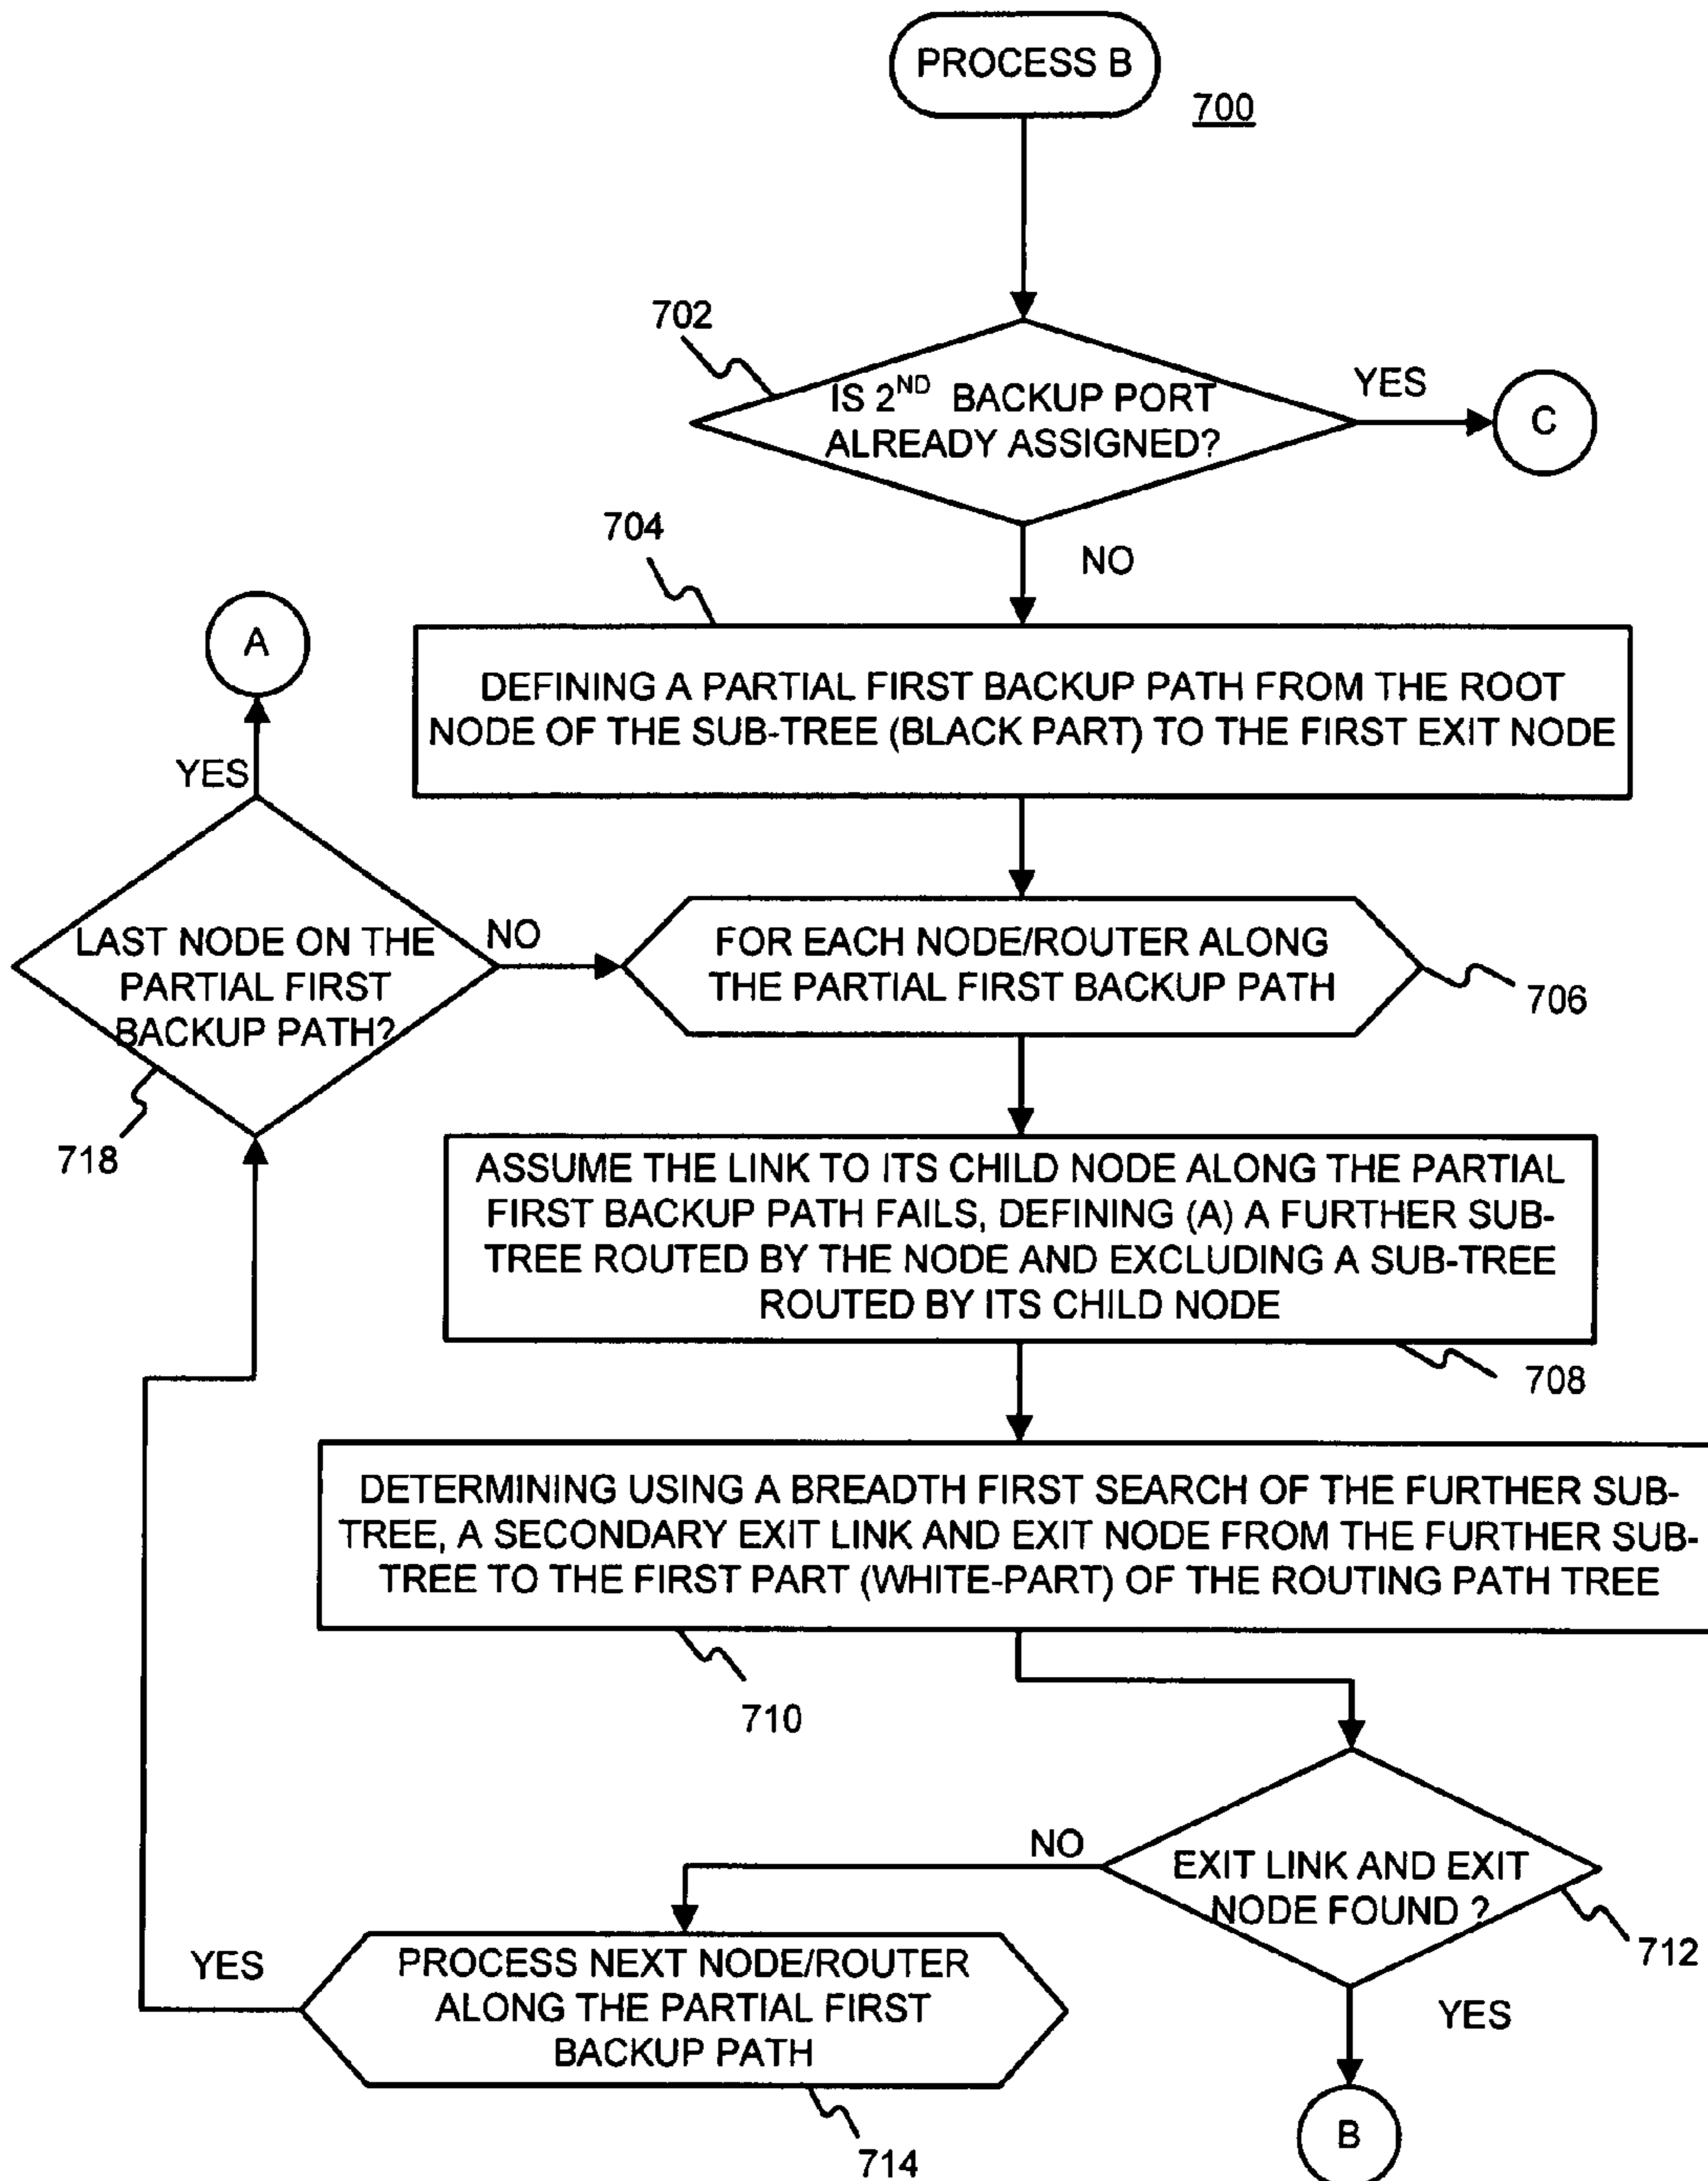 PROCESS B
700
702
IS 2ND BACKUP PORT
ALREADY ASSIGNED?
YES
C
704
NO
A
DEFINING A PARTIAL FIRST BACKUP PATH FROM THE ROOT
NODE OF THE SUB-TREE (BLACK PART) TO THE FIRST EXIT NODE
YES
LAST NODE ON THE
PARTIAL FIRST
BACKUP PATH?
NO
FOR EACH NODE/ROUTER ALONG
THE PARTIAL FIRST BACKUP PATH
706
718
ASSUME THE LINK TO ITS CHILD NODE ALONG THE PARTIAL
FIRST BACKUP PATH FAILS, DEFINING (A) A FURTHER SUB-
TREE ROUTED BY THE NODE AND EXCLUDING A SUB-TREE
ROUTED BY ITS CHILD NODE
708
DETERMINING USING A BREADTH FIRST SEARCH OF THE FURTHER SUB-
TREE, A SECONDARY EXIT LINK AND EXIT NODE FROM THE FURTHER SUB-
TREE TO THE FIRST PART (WHITE-PART) OF THE ROUTING PATH TREE
710
NO
EXIT LINK AND EXIT
NODE FOUND ?
712
YES
PROCESS NEXT NODE/ROUTER
ALONG THE PARTIAL FIRST
BACKUP PATH
YES
714
B